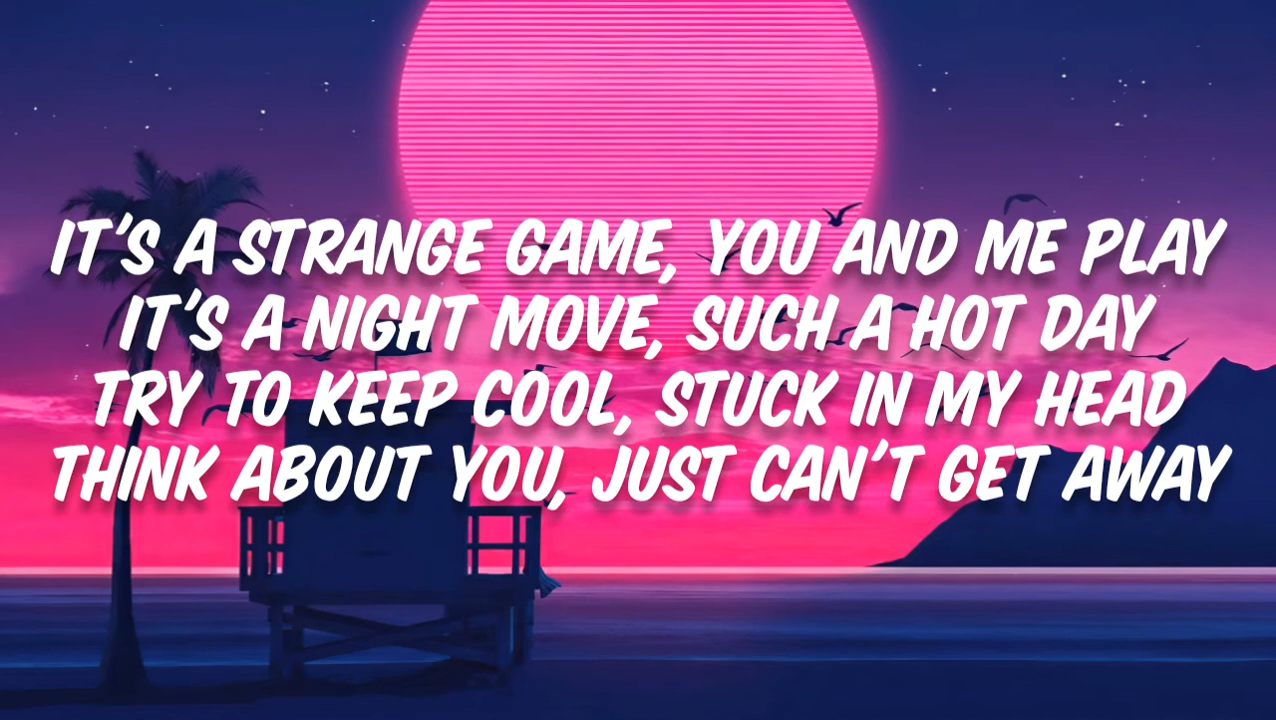 IT'S A STRANGE GAME, YOU AND ME PLAY
IT'S A NIGHT MOVE, SUCH A HOT DAY
TRY TO KEEP COOL, STUCK IN MY HEAD
THINK ABOUT YOU, JUST CAN'T GET AWAY